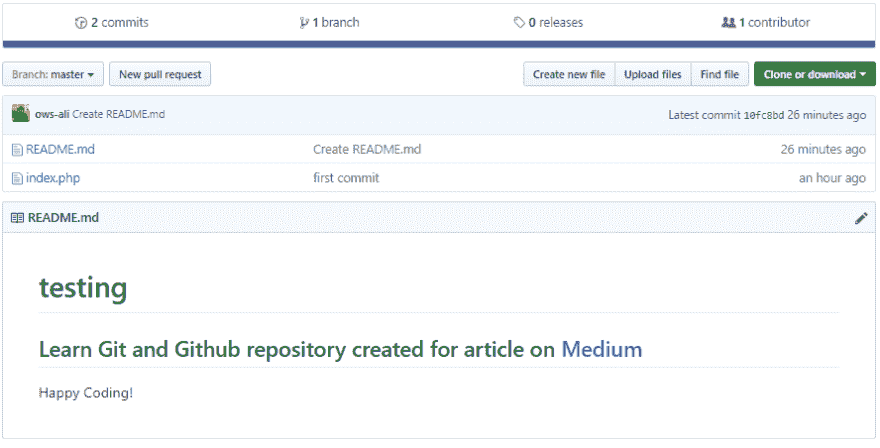 2 commits 1 branch 0 releases 1 contributor
Branch: master New pull request Create new file Upload files Find file Clone or download
ows-ali Create README.md Latest commit 10fc8bd 26 minutes ago
README.md Create README.md 26 minutes ago
index.php first commit an hour ago
README.md
testing
Learn Git and Github repository created for article on Medium
Happy Coding!